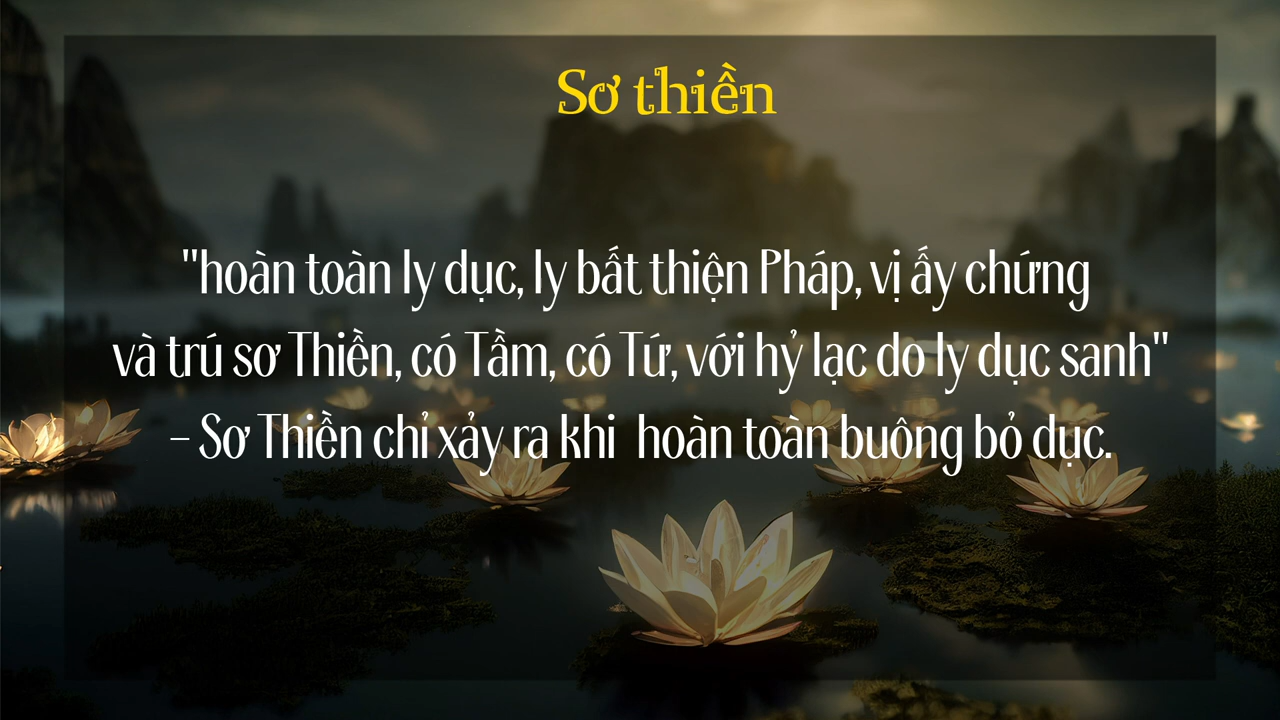 Sơ thiền
"hoàn toàn ly dục, ly bất thiện Pháp, vị ấy chứng
và trú sơ Thiền, có Tầm, có Tứ, với hỷ lạc do ly dục sanh"
– Sơ Thiền chỉ xảy ra khi hoàn toàn buông bỏ dục.